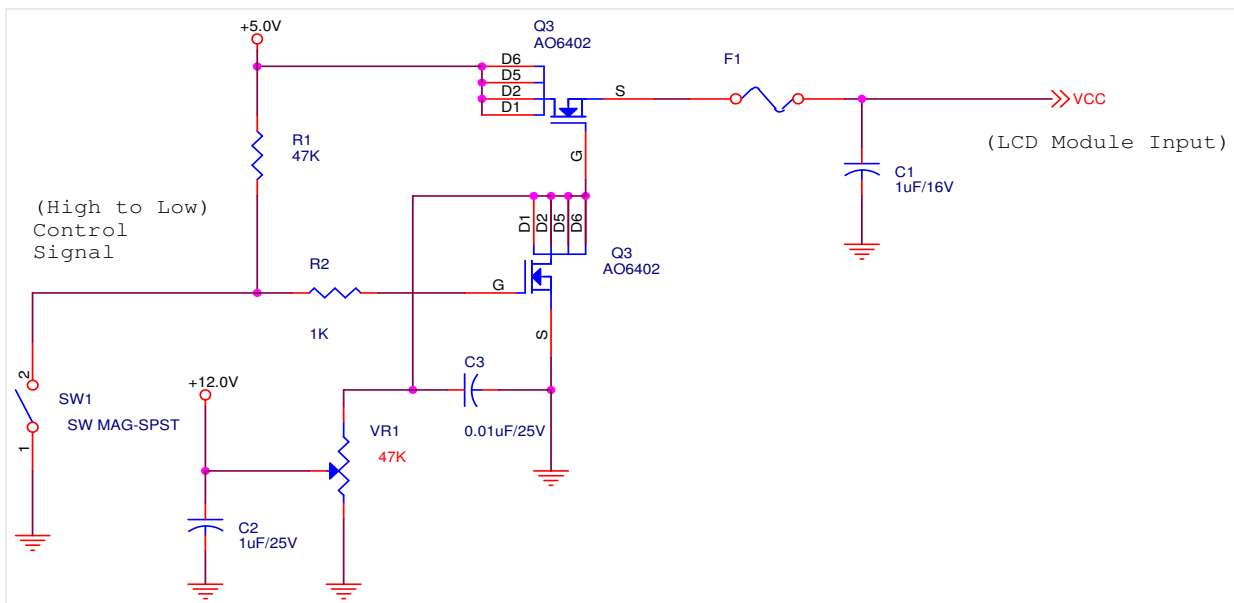 +5.0V
Q3
AO6402
D6
D5
D2
D1
S
G
F1
VCC
(LCD Module Input)
R1
47K
C1
1uF/16V
(High to Low)
Control
Signal
D1
D2
D5
D6
Q3
AO6402
R2
1K
G
S
C3
0.01uF/25V
+12.0V
2
1
SW1
SW MAG-SPST
VR1
47K
C2
1uF/25V